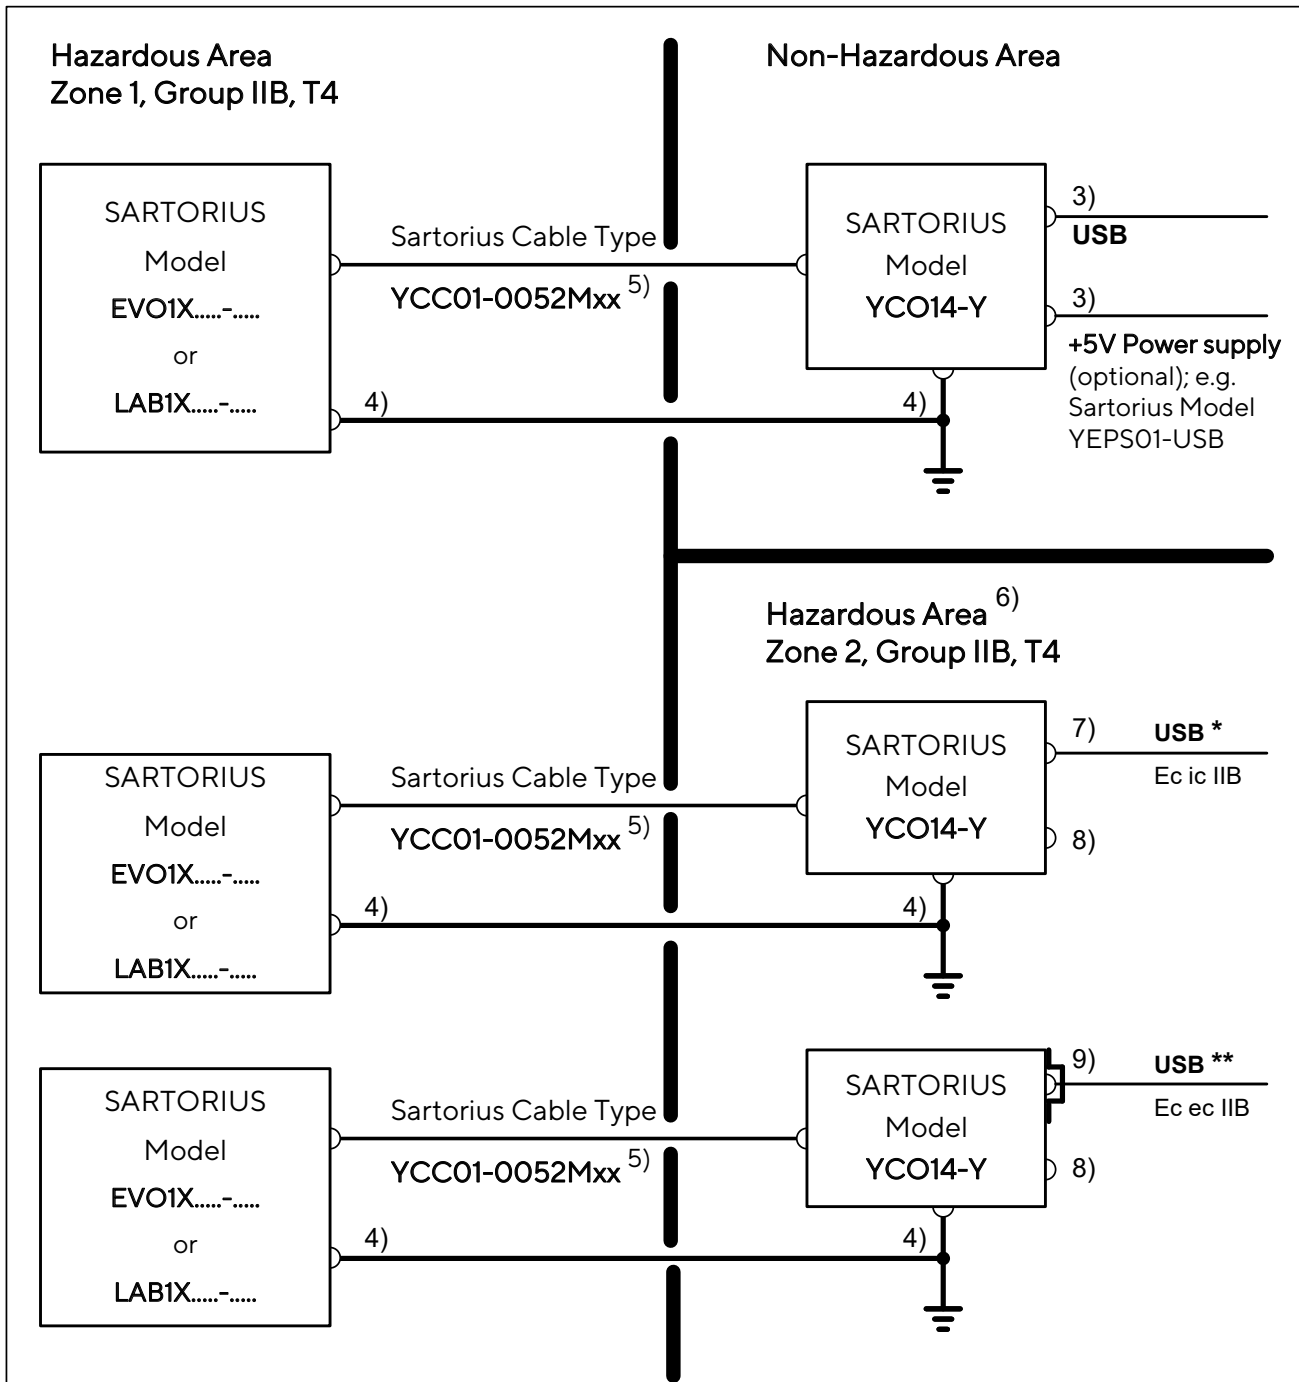 Hazardous Area
Zone 1, Group IIB, T4
Non-Hazardous Area
SARTORIUS
Model
EVO1X.....-.....
or
LAB1X.....-.....
Sartorius Cable Type
YCC01-0052Mxx 5)
4)
4)
SARTORIUS
Model
YCO14-Y
3)
USB
3)
+5V Power supply
(optional); e.g.
Sartorius Model
YEPS01-USB
Hazardous Area 6)
Zone 2, Group IIB, T4
SARTORIUS
Model
EVO1X.....-.....
or
LAB1X.....-.....
Sartorius Cable Type
YCC01-0052Mxx 5)
4)
4)
SARTORIUS
Model
YCO14-Y
7)
USB *
Ec ic IIB
8)
SARTORIUS
Model
EVO1X.....-.....
or
LAB1X.....-.....
Sartorius Cable Type
YCC01-0052Mxx 5)
4)
4)
SARTORIUS
Model
YCO14-Y
9)
USB **
Ec ec IIB
8)